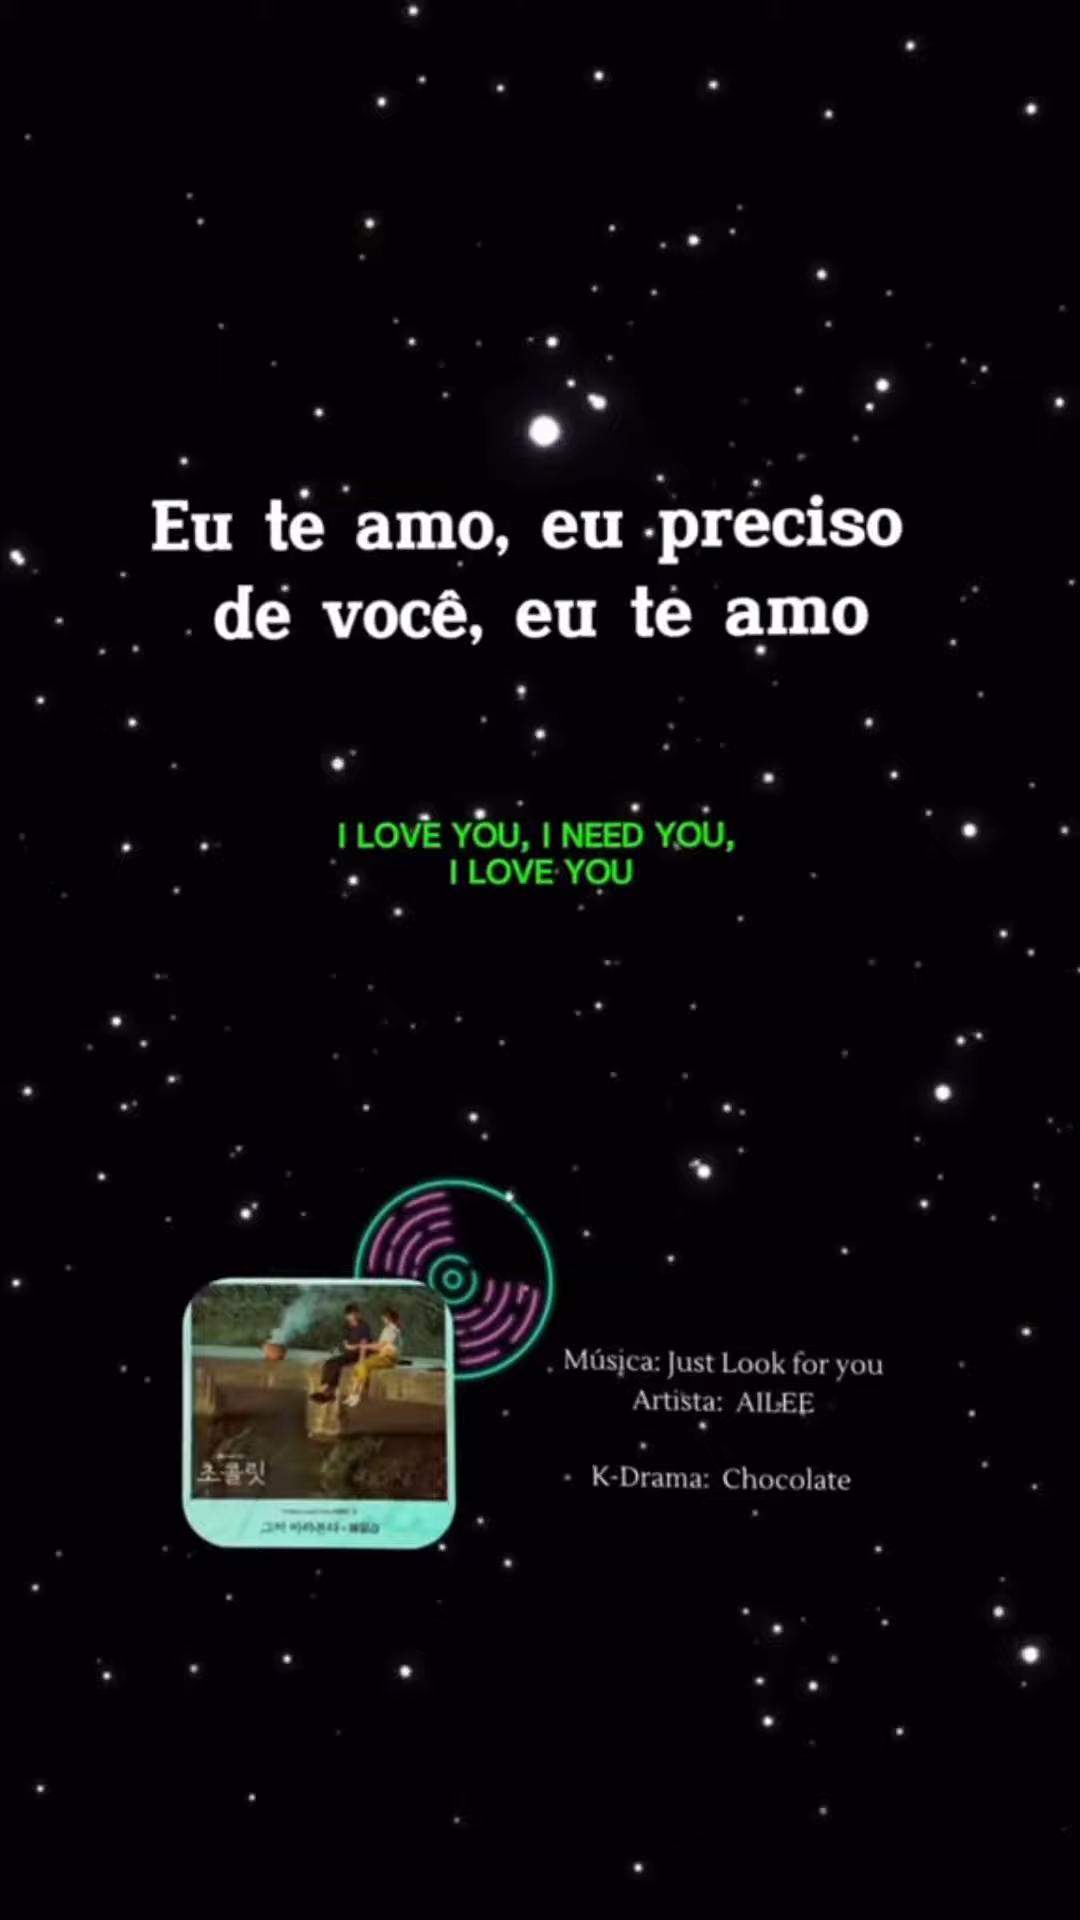 Eu te amo, eu preciso
de você, eu te amo
I LOVE YOU, I NEED YOU,
I LOVE YOU
Música: Just Look for you
Artista: AILEE
K-Drama: Chocolate
초콜릿